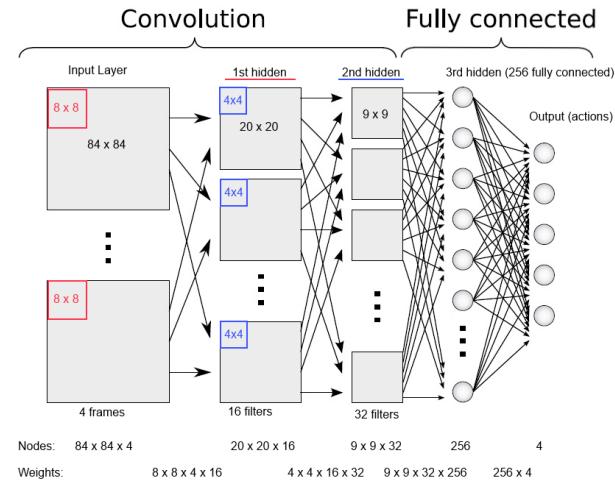 Convolution
Fully connected
Input Layer
1st hidden
2nd hidden
3rd hidden (256 fully connected)
Output (actions)
8 x 8
84 x 84
4x4
20 x 20
9 x 9
4x4
8 x 8
4x4
4 frames
16 filters
32 filters
Nodes: 84 x 84 x 4 20 x 20 x 16 9 x 9 x 32 256 4
Weights: 8 x 8 x 4 x 16 4 x 4 x 16 x 32 9 x 9 x 32 x 256 256 x 4